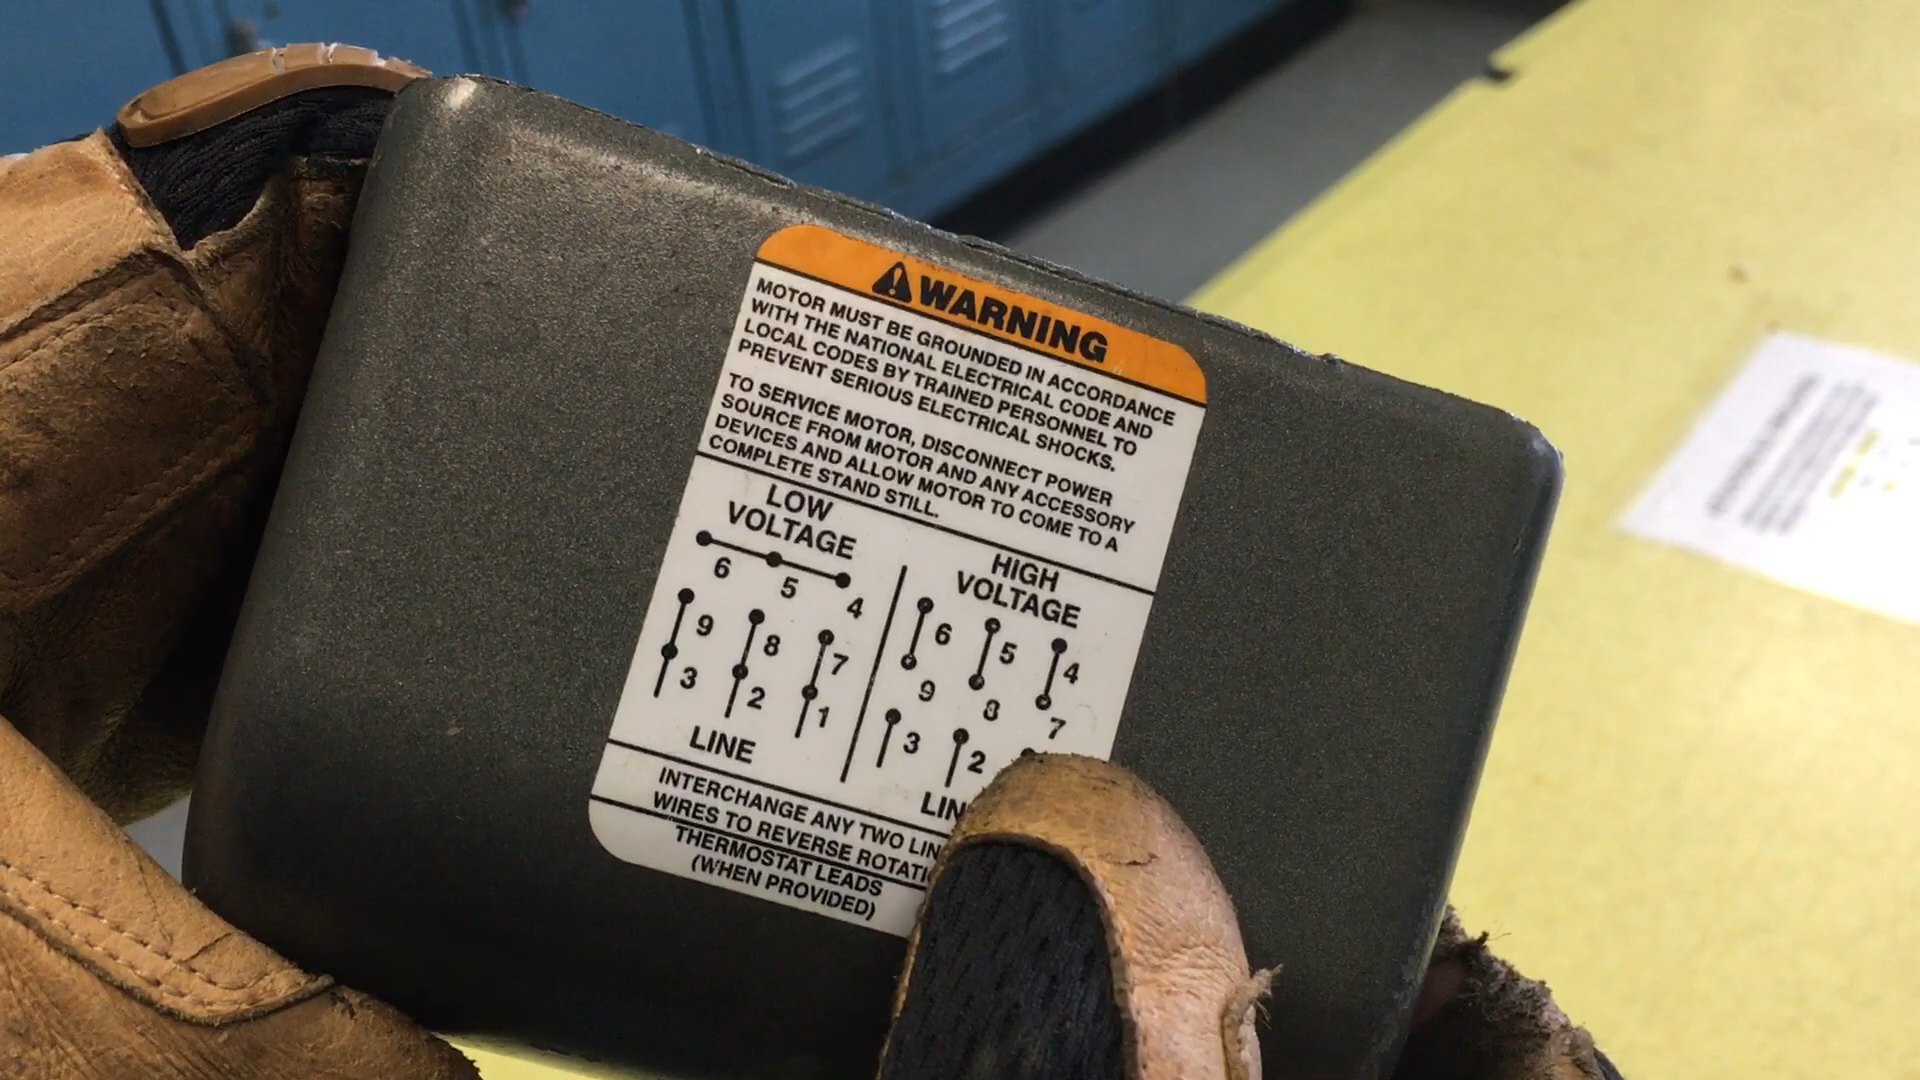 WARNING
MOTOR MUST BE GROUNDED IN ACCORDANCE
WITH THE NATIONAL ELECTRICAL CODE AND
LOCAL CODES BY TRAINED PERSONNEL TO
PREVENT SERIOUS ELECTRICAL SHOCKS.
TO SERVICE MOTOR, DISCONNECT POWER
SOURCE FROM MOTOR AND ANY ACCESSORY
DEVICES AND ALLOW MOTOR TO COME TO A
COMPLETE STAND STILL.
LOW
VOLTAGE
6 5 4
9 8 7
3 2 1
LINE
HIGH
VOLTAGE
6 5 4
9 8 7
3 2
LIN
INTERCHANGE ANY TWO LIN
WIRES TO REVERSE ROTATI
THERMOSTAT LEADS
(WHEN PROVIDED)